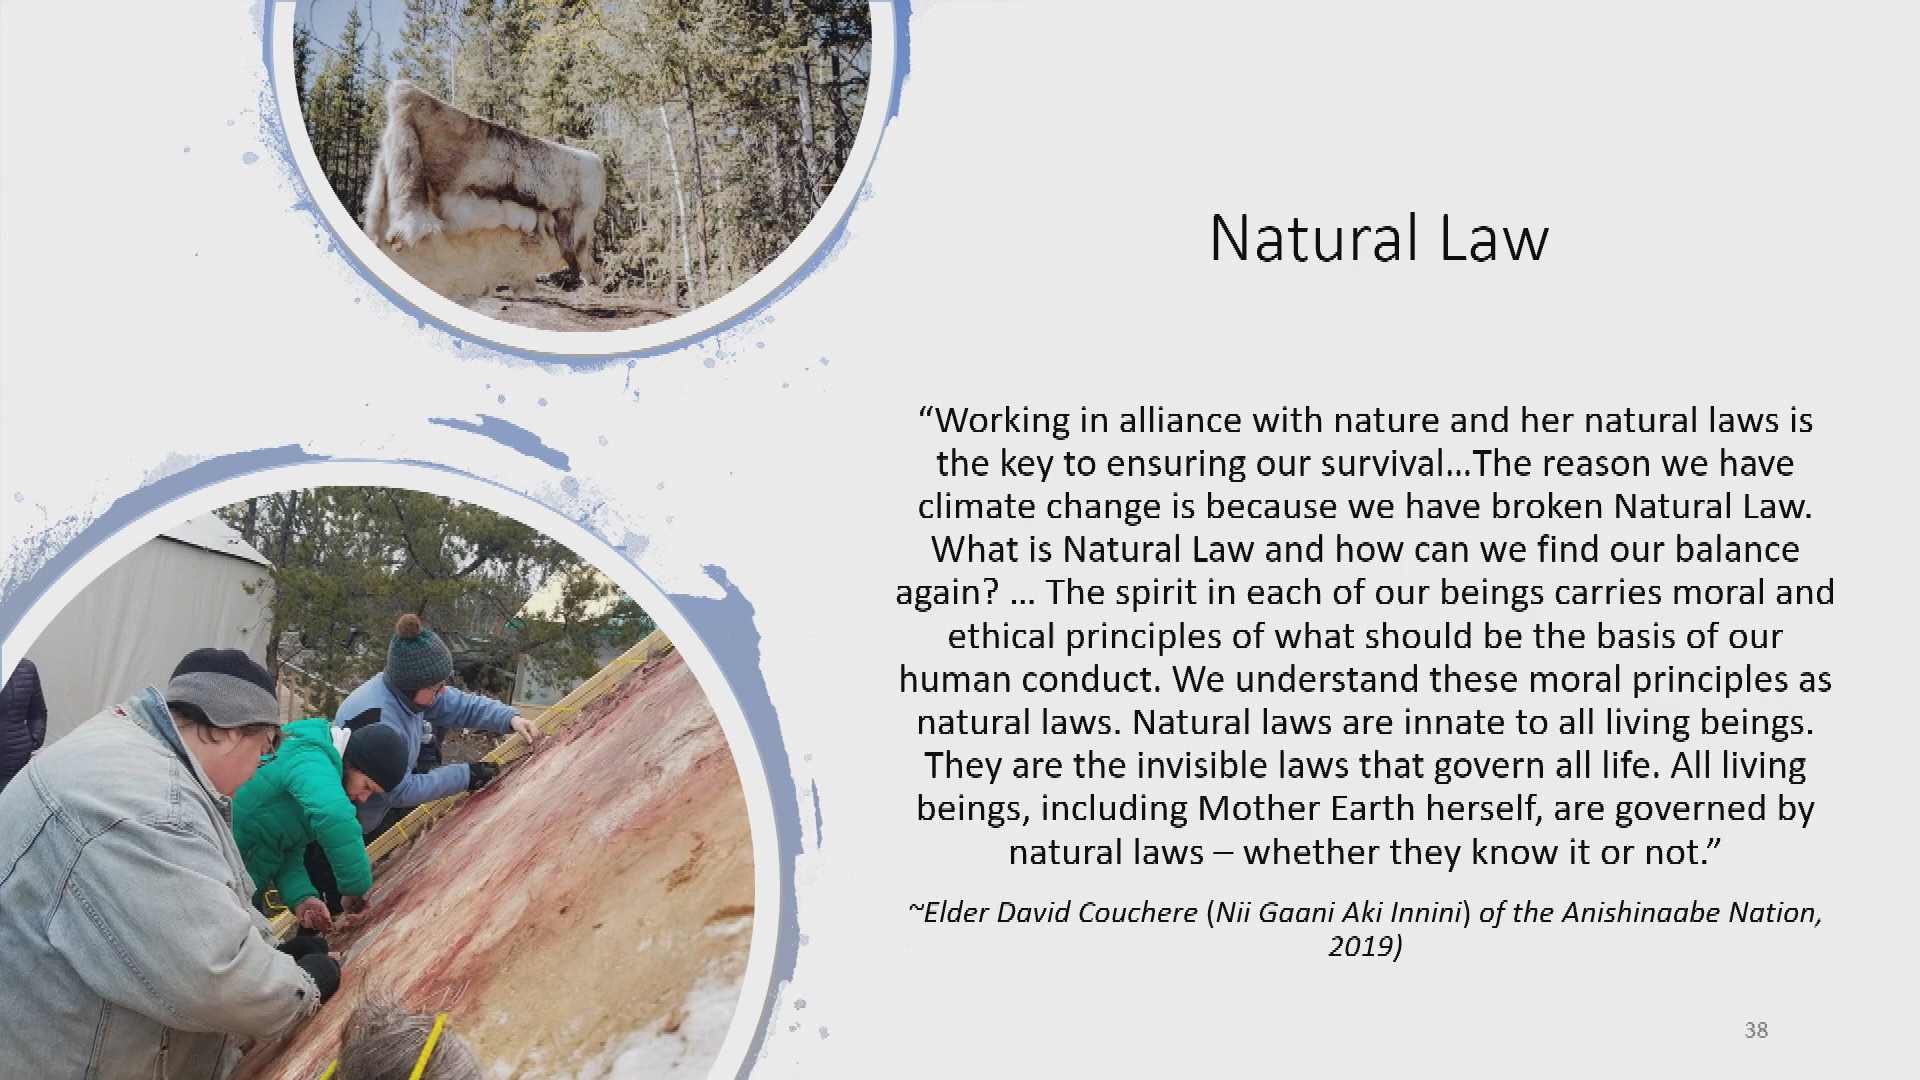 Natural Law
“Working in alliance with nature and her natural laws is
the key to ensuring our survival…The reason we have
climate change is because we have broken Natural Law.
What is Natural Law and how can we find our balance
again? … The spirit in each of our beings carries moral and
ethical principles of what should be the basis of our
human conduct. We understand these moral principles as
natural laws. Natural laws are innate to all living beings.
They are the invisible laws that govern all life. All living
beings, including Mother Earth herself, are governed by
natural laws – whether they know it or not.”
~Elder David Couchere (Nii Gaani Aki Innini) of the Anishinaabe Nation,
2019)
38